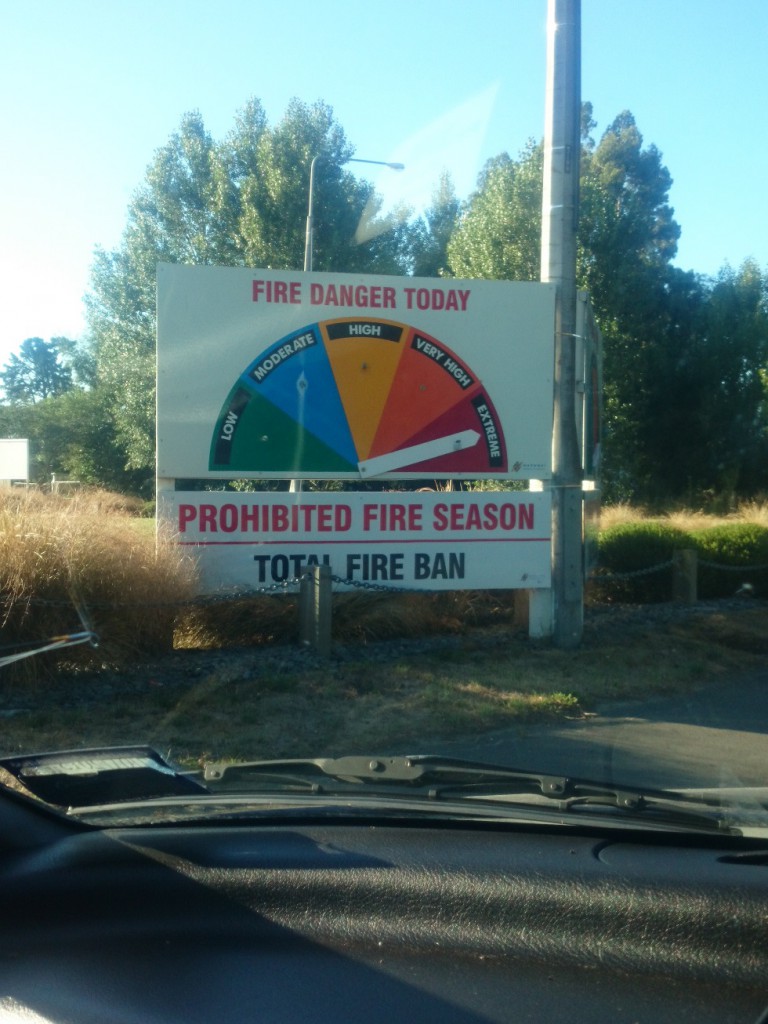 FIRE DANGER TODAY
LOW
MODERATE
HIGH
VERY HIGH
EXTREME
PROHIBITED FIRE SEASON
TOTAL FIRE BAN